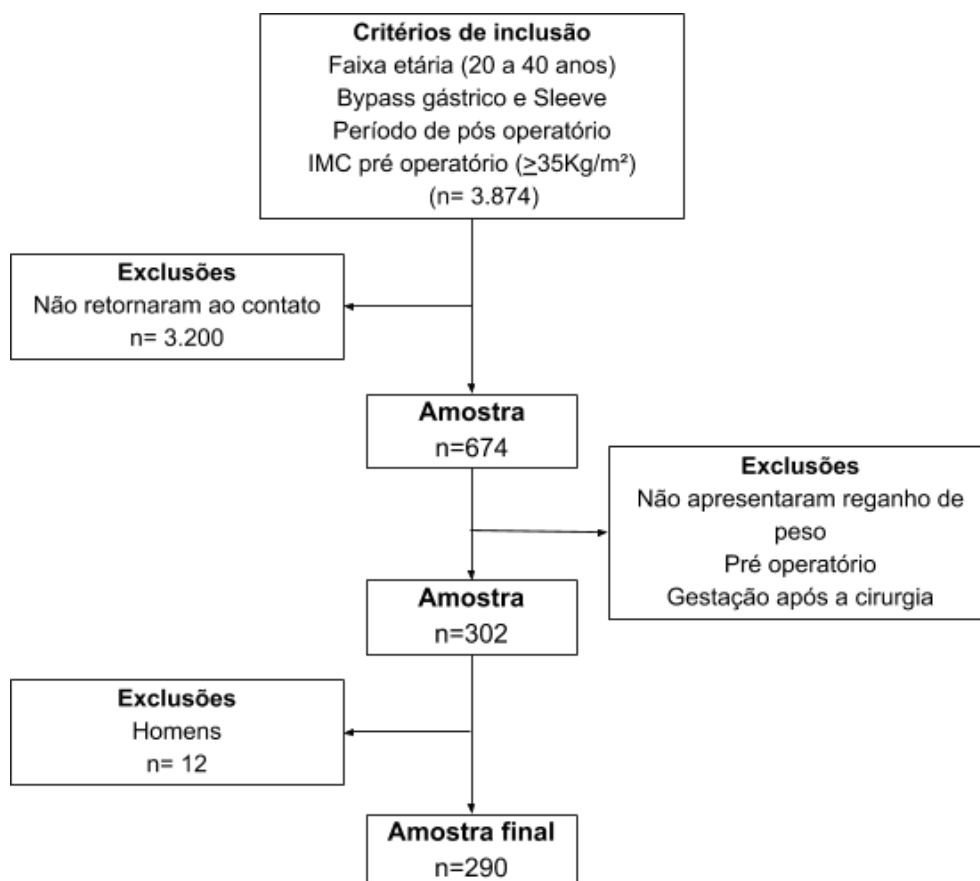 Critérios de inclusão
Faixa etária (20 a 40 anos)
Bypass gástrico e Sleeve
Período de pós operatório
IMC pré operatório (≥35Kg/m²)
(n= 3.874)
Exclusões
Não retornaram ao contato
n= 3.200
Amostra
n=674
Exclusões
Não apresentaram reganho de
peso
Pré operatório
Gestação após a cirurgia
Amostra
n=302
Exclusões
Homens
n= 12
Amostra final
n=290